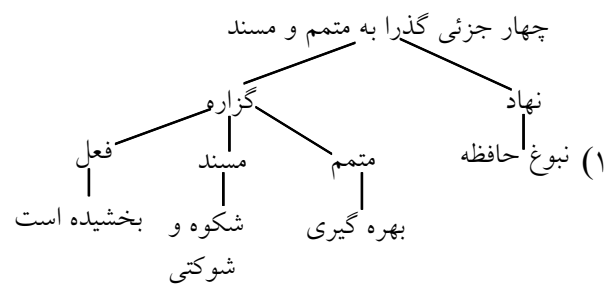 چهار جزئی گذرا به متمم و مسند
نهاد گزاره
۱) نبوغ حافظه متمم مسند فعل
بهره گیری شکوه و بخشیده است
شوکتی